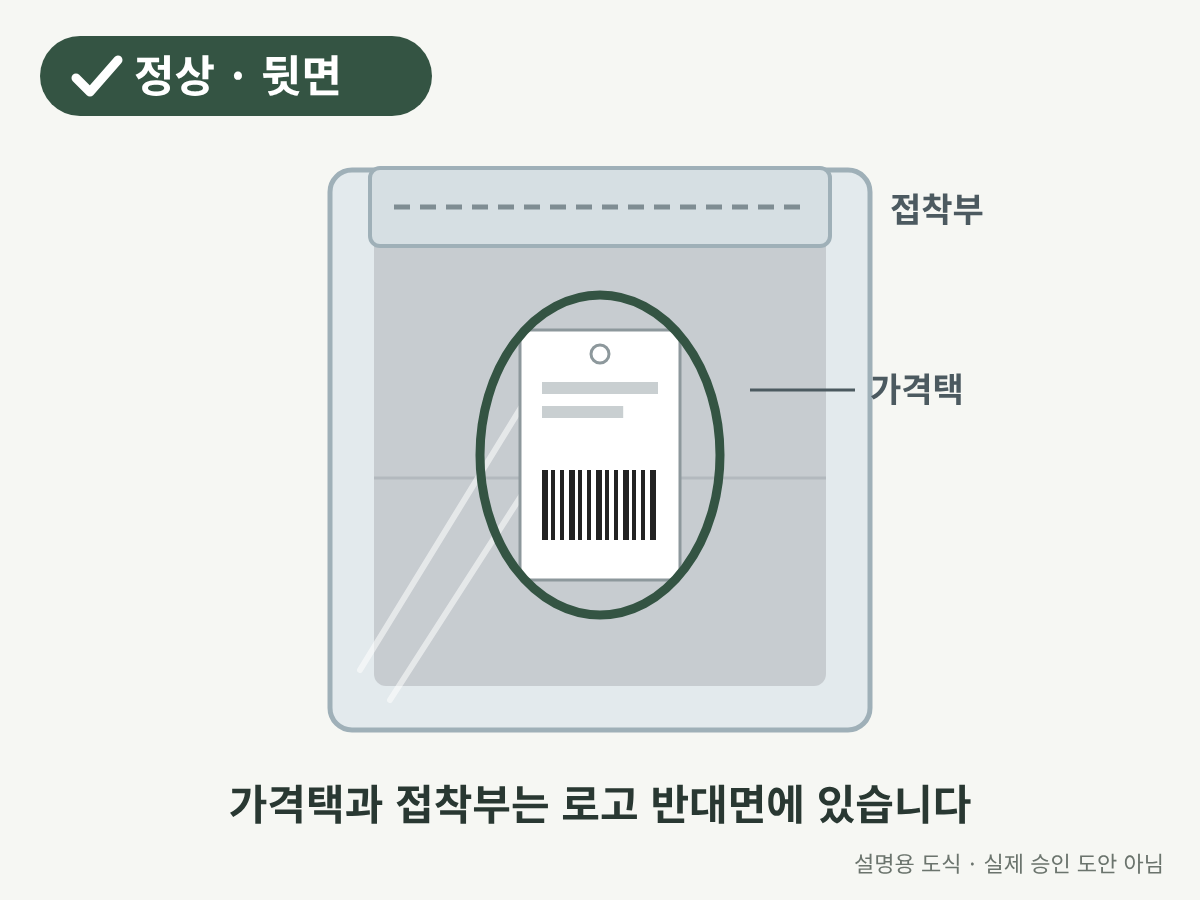 정상 · 뒷면
접착부
가격택
가격택과 접착부는 로고 반대면에 있습니다
설명용 도식 · 실제 승인 도안 아님